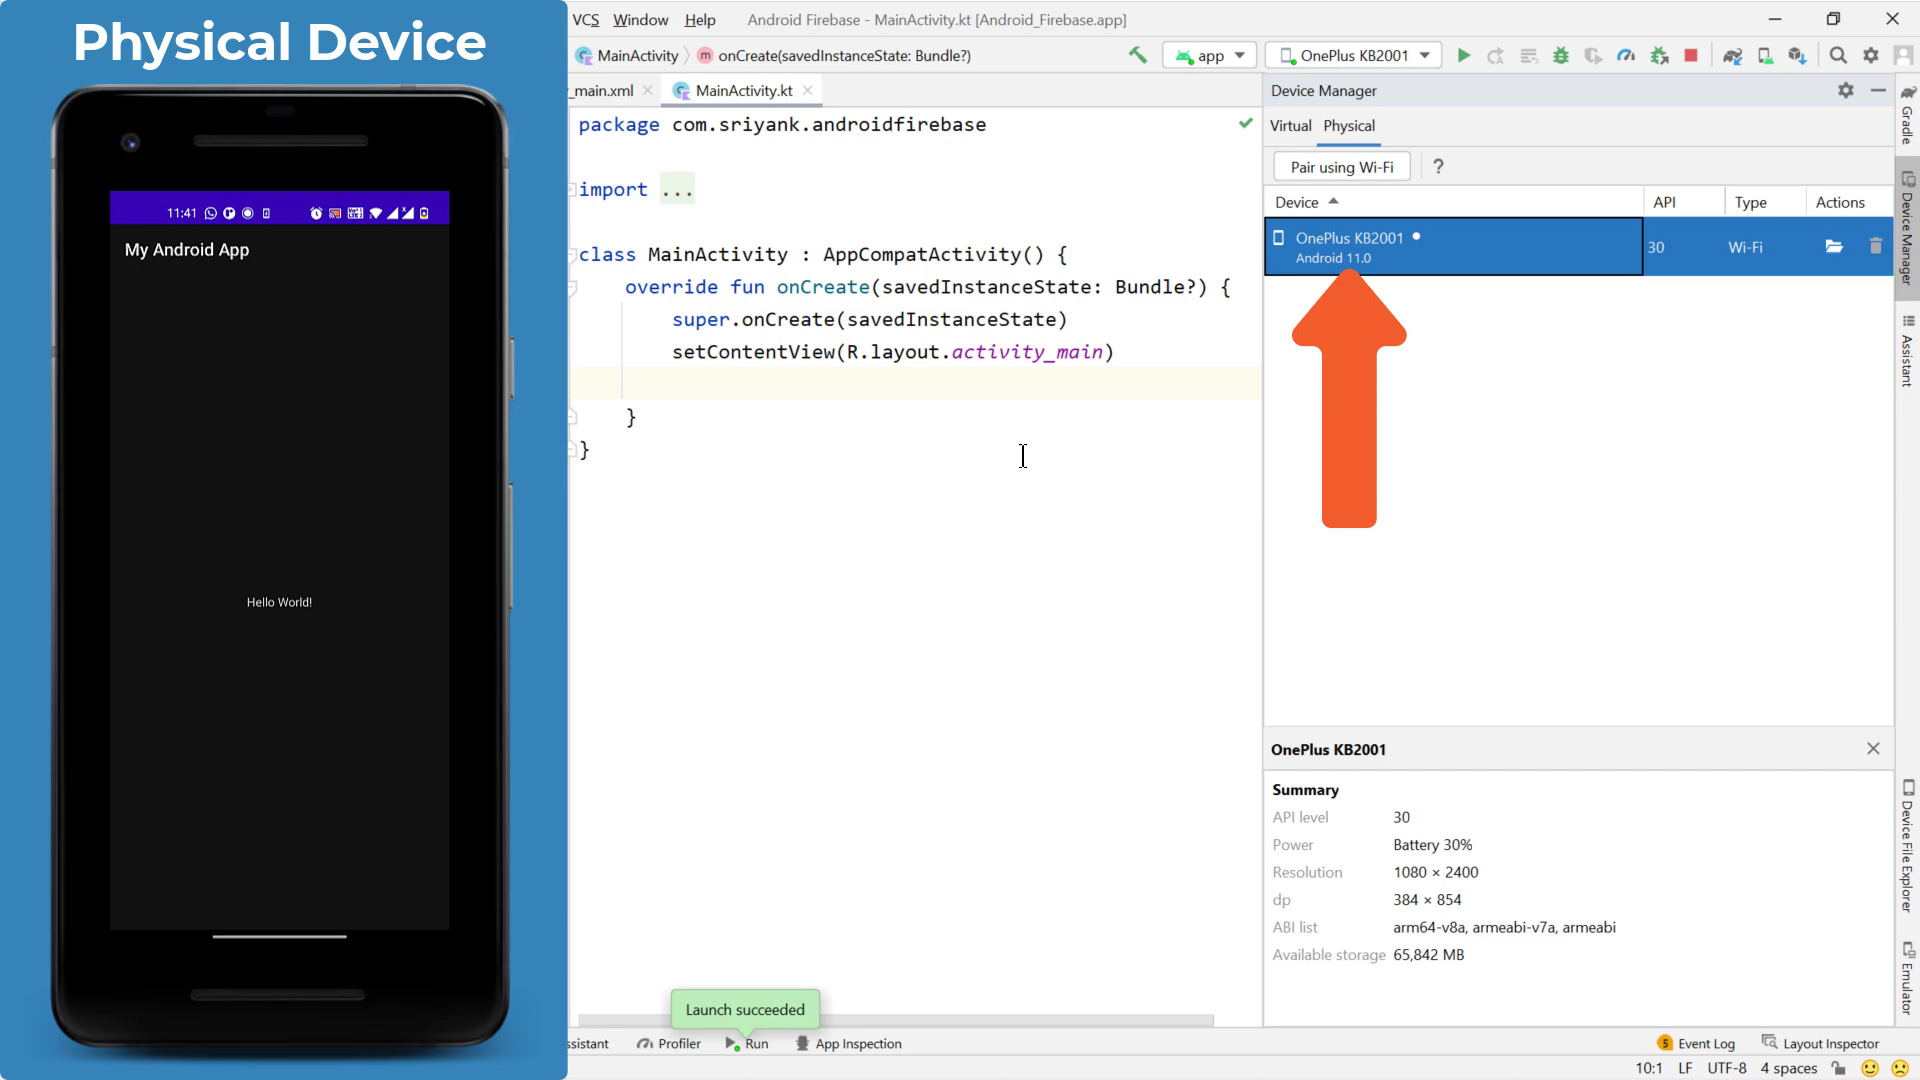 Physical Device
11:41
My Android App
Hello World!
VCS Window Help Android Firebase - MainActivity.kt [Android_Firebase.app]
MainActivity onCreate(savedInstanceState: Bundle?) app OnePlus KB2001
_main.xml MainActivity.kt
package com.sriyank.androidfirebase
import ...
class MainActivity : AppCompatActivity() {
override fun onCreate(savedInstanceState: Bundle?) {
super.onCreate(savedInstanceState)
setContentView(R.layout.activity_main)
}
}
Device Manager
Virtual Physical
Pair using Wi-Fi ?
Device API Type Actions
OnePlus KB2001 30 Wi-Fi
Android 11.0
OnePlus KB2001
Summary
API level 30
Power Battery 30%
Resolution 1080 × 2400
dp 384 × 854
ABI list arm64-v8a, armeabi-v7a, armeabi
Available storage 65,842 MB
Gradle
Device Manager
Assistant
Device File Explorer
Emulator
Launch succeeded
ssistant Profiler Run App Inspection 5 Event Log Layout Inspector
10:1 LF UTF-8 4 spaces